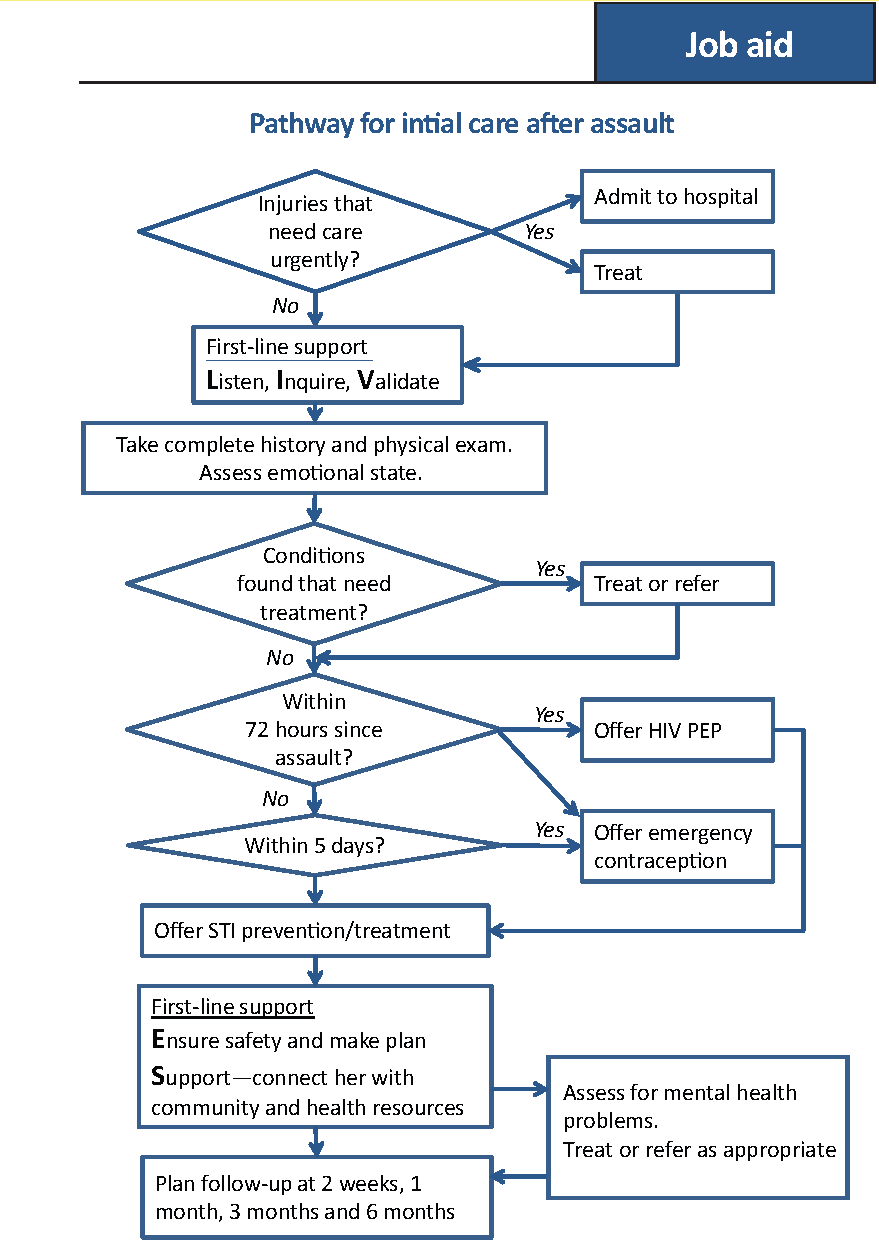 Job aid
Pathway for intial care after assault
Injuries that
need care
urgently?
Yes
Admit to hospital
Treat
No
First-line support
Listen, Inquire, Validate
Take complete history and physical exam.
Assess emotional state.
Conditions
found that need
treatment?
Yes
Treat or refer
No
Within
72 hours since
assault?
Yes
Offer HIV PEP
No
Within 5 days?
Yes
Offer emergency
contraception
Offer STI prevention/treatment
First-line support
Ensure safety and make plan
Support—connect her with
community and health resources
Assess for mental health
problems.
Treat or refer as appropriate
Plan follow-up at 2 weeks, 1
month, 3 months and 6 months